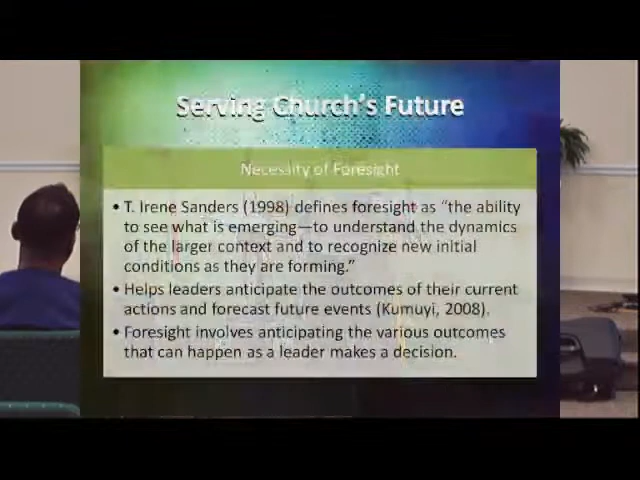 Serving Church's Future
Necessity of Foresight
• T. Irene Sanders (1998) defines foresight as “the ability
to see what is emerging—to understand the dynamics
of the larger context and to recognize new initial
conditions as they are forming.”
• Helps leaders anticipate the outcomes of their current
actions and forecast future events (Kumuyi, 2008).
• Foresight involves anticipating the various outcomes
that can happen as a leader makes a decision.